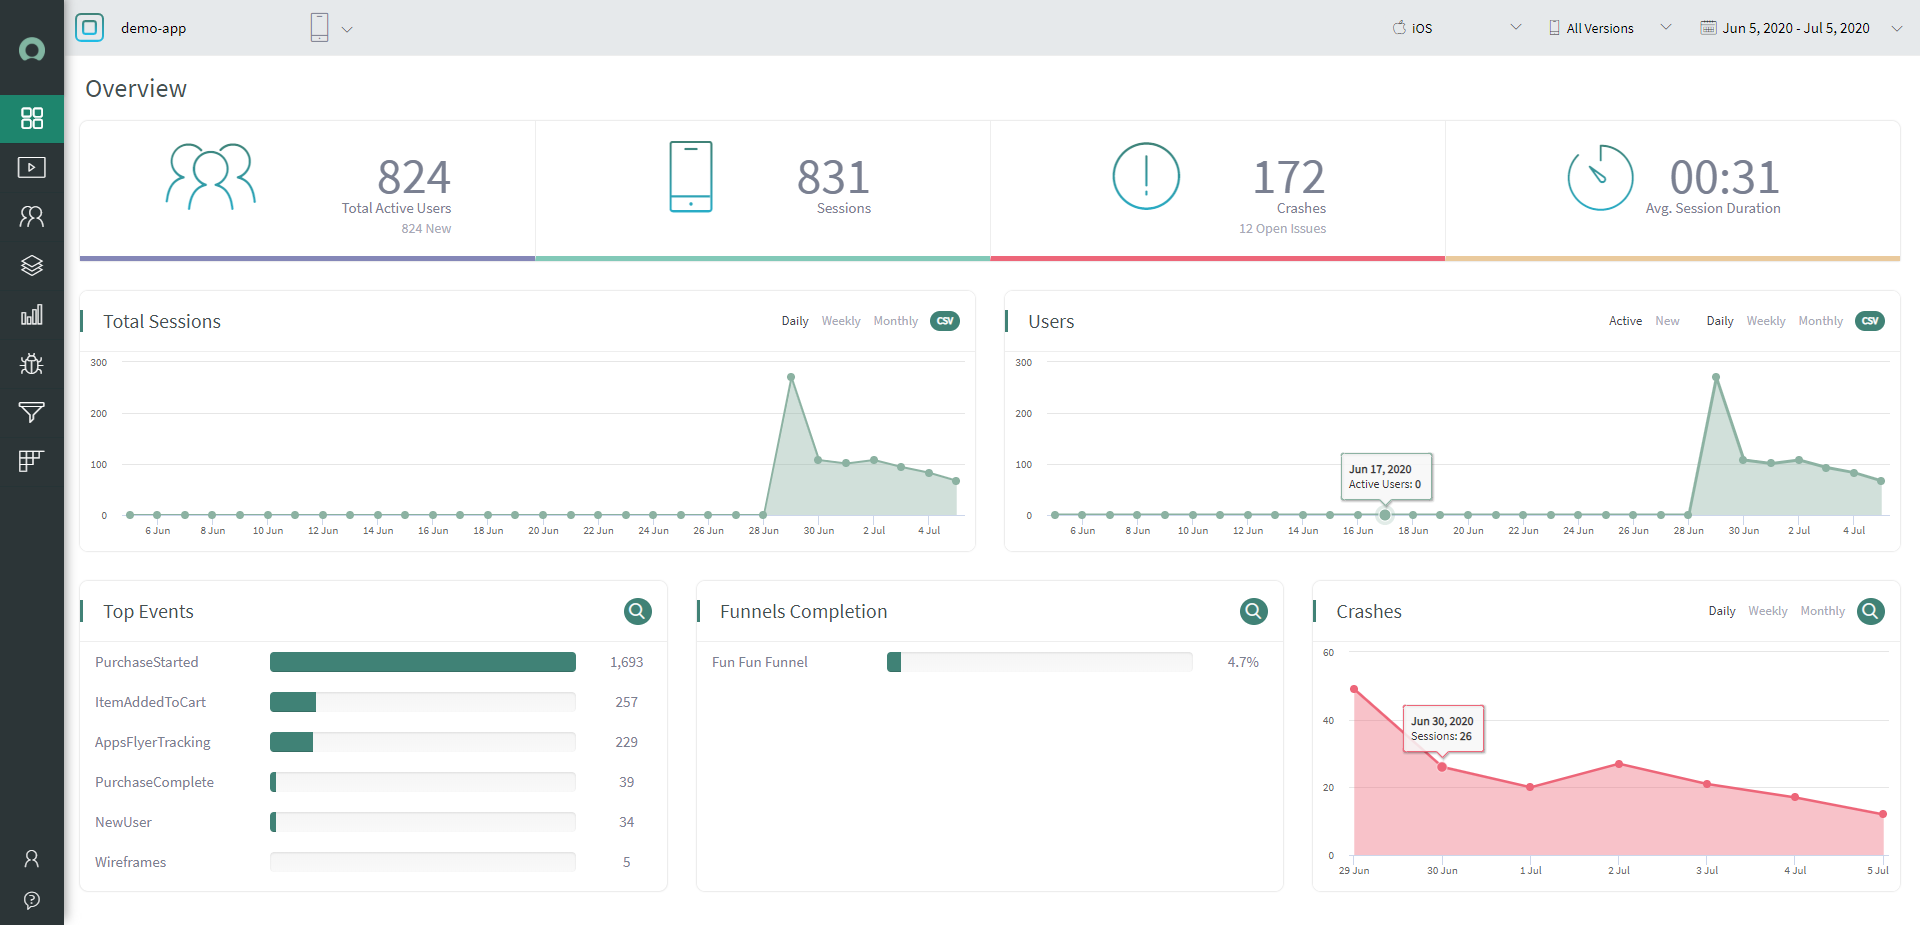 demo-app
iOS
All Versions
Jun 5, 2020 - Jul 5, 2020
Overview
824
Total Active Users
824 New
831
Sessions
172
Crashes
12 Open Issues
00:31
Avg. Session Duration
Total Sessions
Daily Weekly Monthly CSV
300
200
100
0
6 Jun 8 Jun 10 Jun 12 Jun 14 Jun 16 Jun 18 Jun 20 Jun 22 Jun 24 Jun 26 Jun 28 Jun 30 Jun 2 Jul 4 Jul
Users
Active New Daily Weekly Monthly CSV
300
200
100
0
Jun 17, 2020
Active Users: 0
6 Jun 8 Jun 10 Jun 12 Jun 14 Jun 16 Jun 18 Jun 20 Jun 22 Jun 24 Jun 26 Jun 28 Jun 30 Jun 2 Jul 4 Jul
Top Events
PurchaseStarted 1,693
ItemAddedToCart 257
AppsFlyerTracking 229
PurchaseComplete 39
NewUser 34
Wireframes 5
Funnels Completion
Fun Fun Funnel 4.7%
Crashes
Daily Weekly Monthly
60
40
20
0
Jun 30, 2020
Sessions: 26
29 Jun 30 Jun 1 Jul 2 Jul 3 Jul 4 Jul 5 Jul